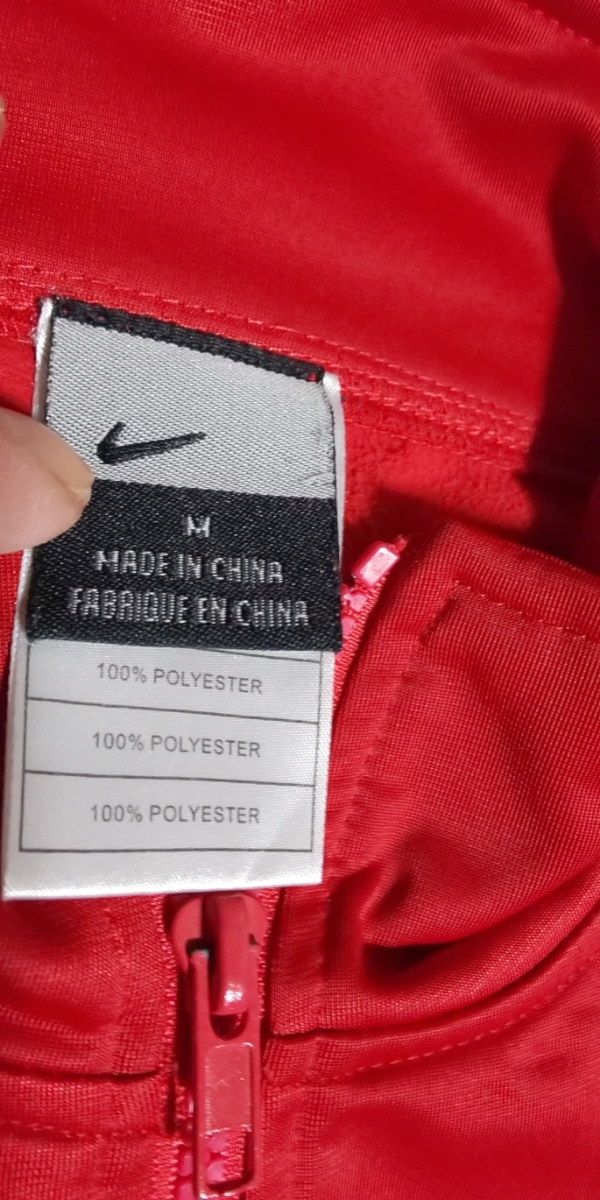 M
MADE IN CHINA
FABRIQUE EN CHINA
100% POLYESTER
100% POLYESTER
100% POLYESTER